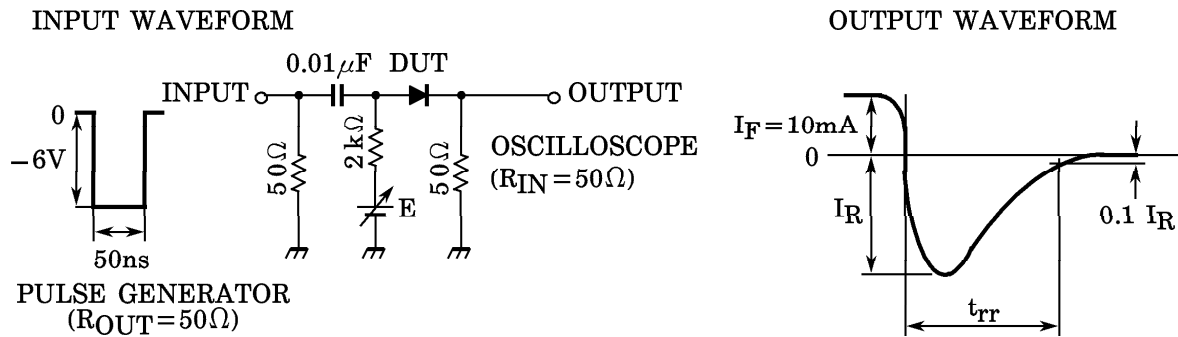 INPUT WAVEFORM
OUTPUT WAVEFORM
0.01μF DUT
INPUT
OUTPUT
0
−6V
50ns
PULSE GENERATOR
(ROUT=50Ω)
50Ω
2kΩ
E
50Ω
OSCILLOSCOPE
(RIN=50Ω)
IF=10mA
0
IR
0.1 IR
trr